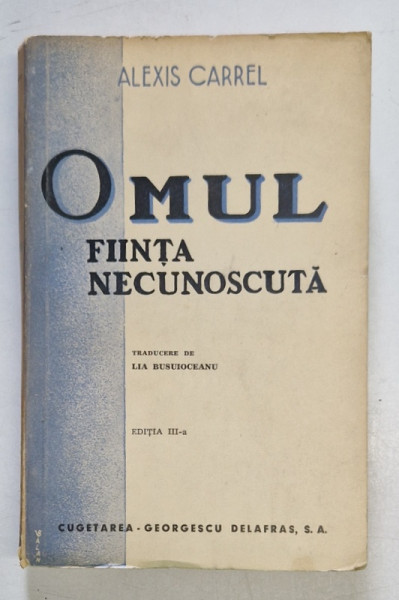 ALEXIS CARREL
OMUL
FIINȚA
NECUNOSCUTĂ
TRADUCERE DE
LIA BUSUIOCEANU
EDIȚIA III-a
CUGETAREA - GEORGESCU DELAFRAS, S. A.